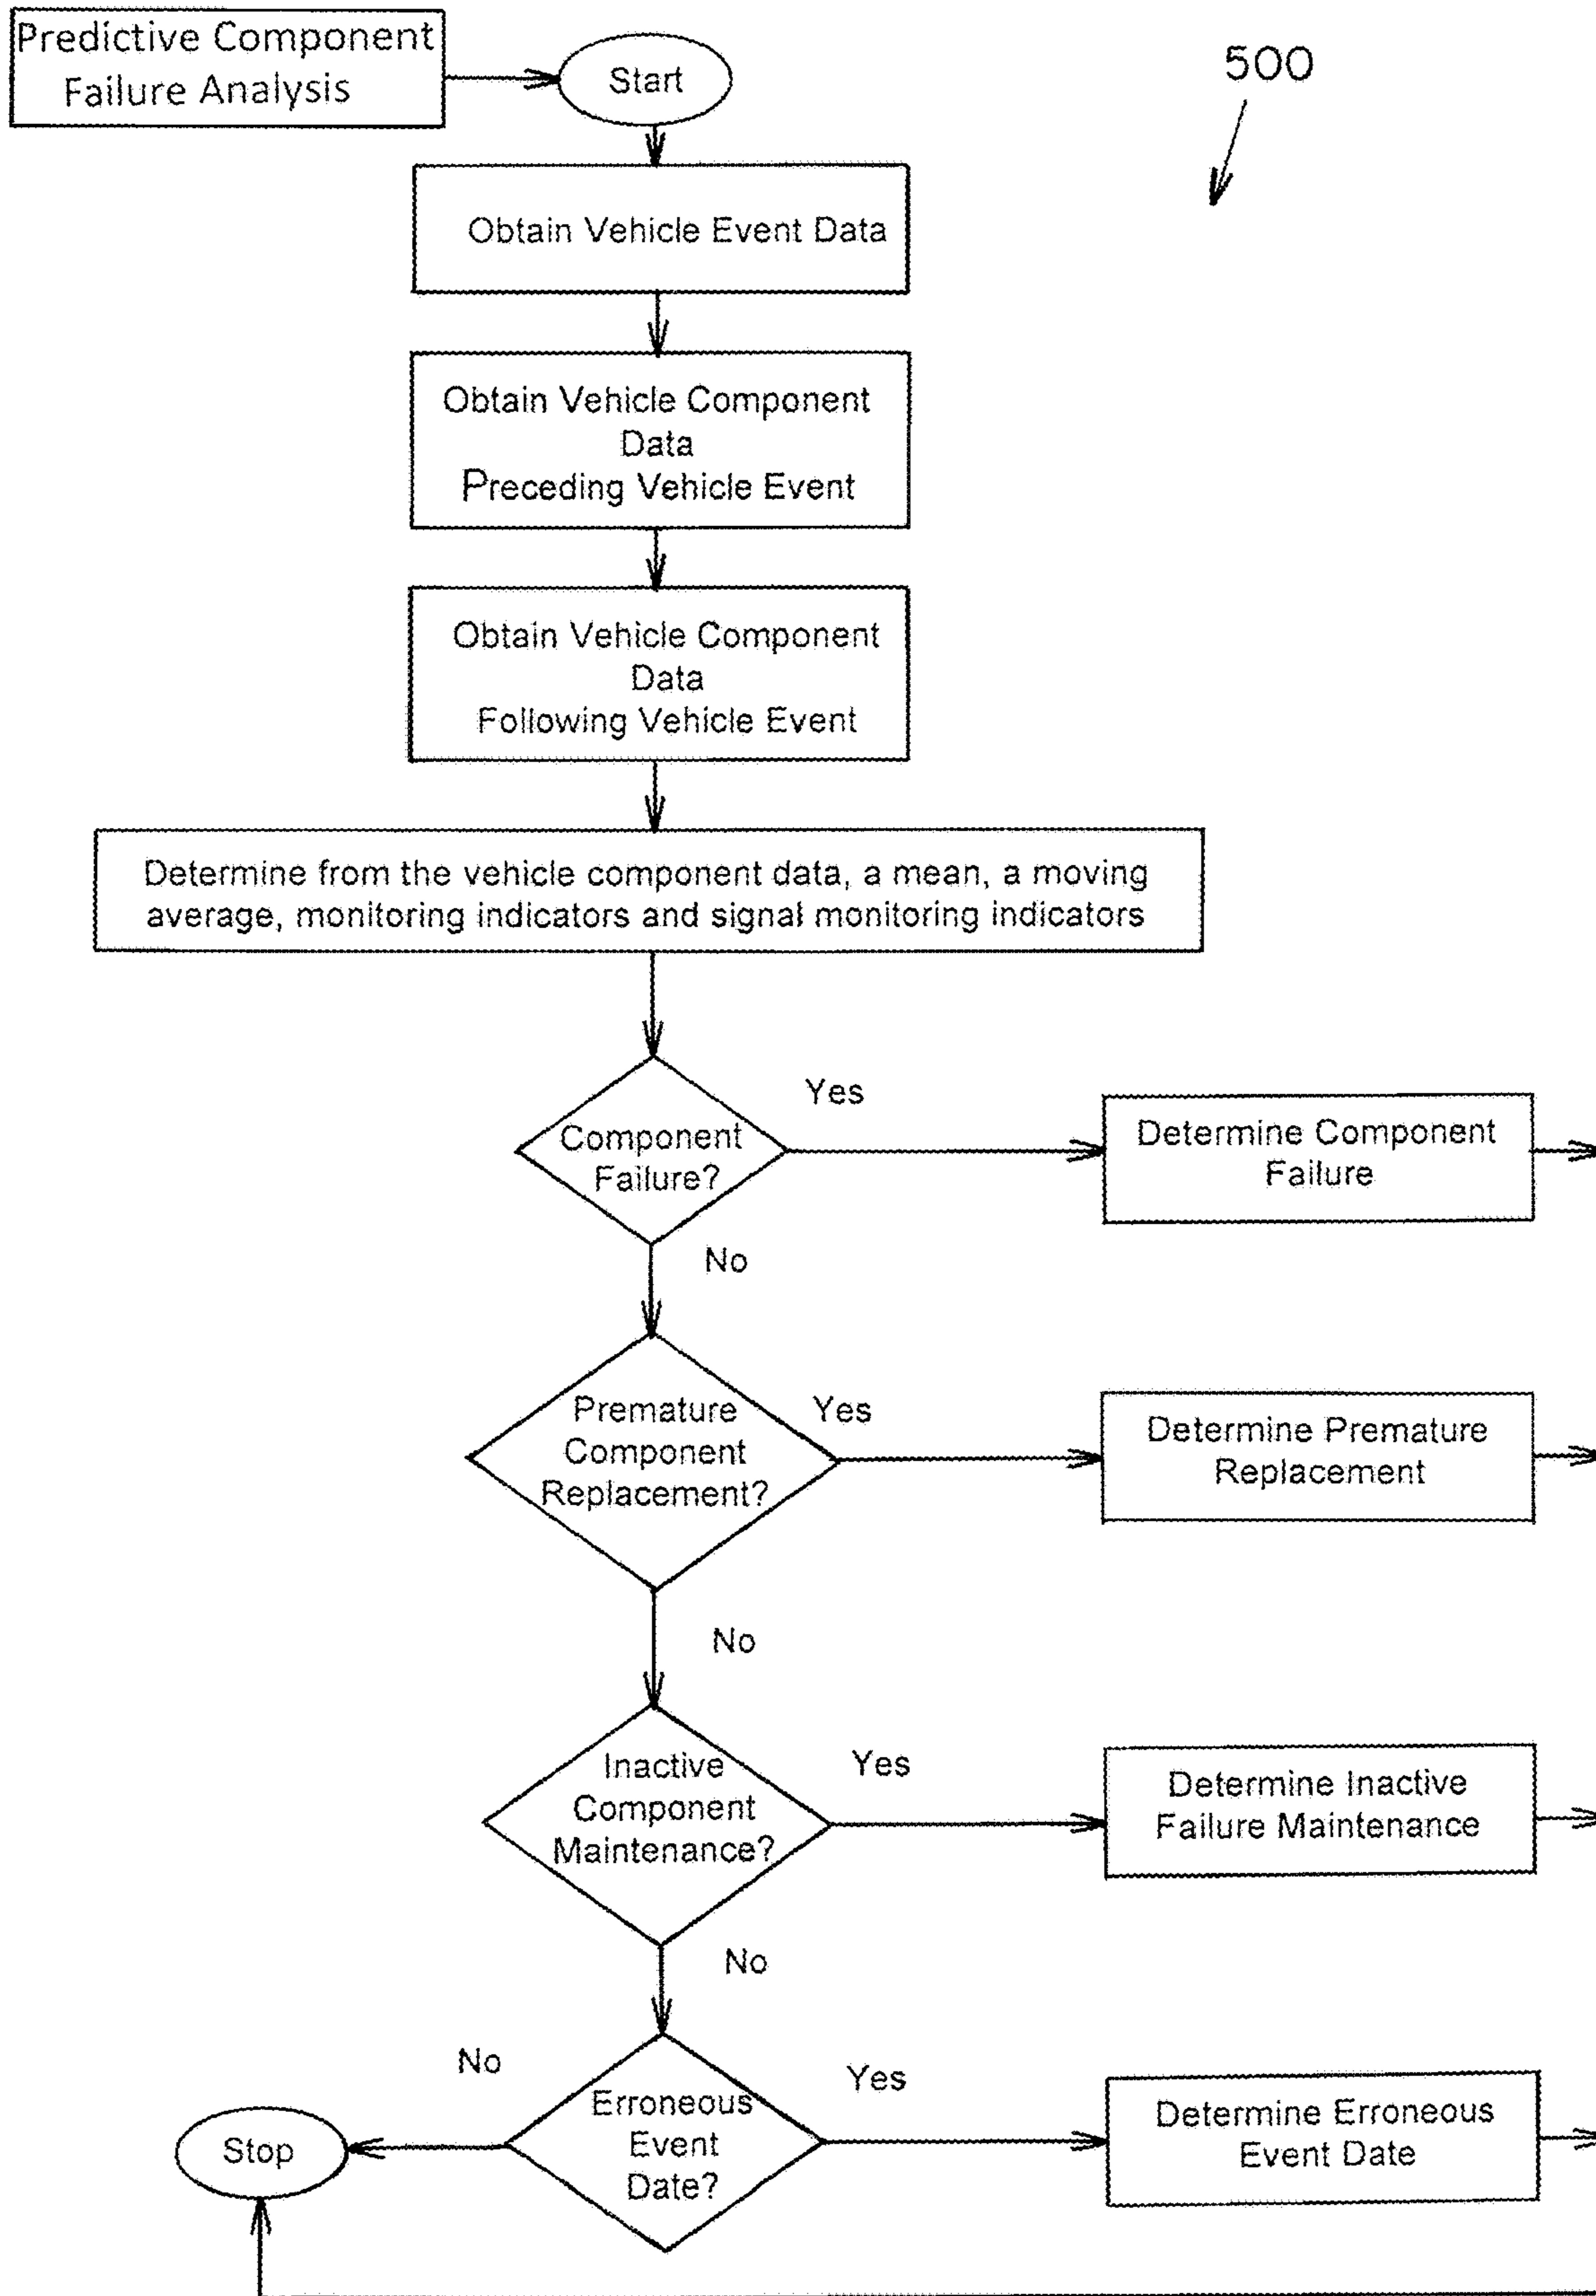 Predictive Component
Failure Analysis
Start
500
Obtain Vehicle Event Data
Obtain Vehicle Component
Data
Preceding Vehicle Event
Obtain Vehicle Component
Data
Following Vehicle Event
Determine from the vehicle component data, a mean, a moving
average, monitoring indicators and signal monitoring indicators
Component
Failure?
Yes
Determine Component
Failure
No
Premature
Component
Replacement?
Yes
Determine Premature
Replacement
No
Inactive
Component
Maintenance?
Yes
Determine Inactive
Failure Maintenance
No
Erroneous
Event
Date?
No
Stop
Yes
Determine Erroneous
Event Date